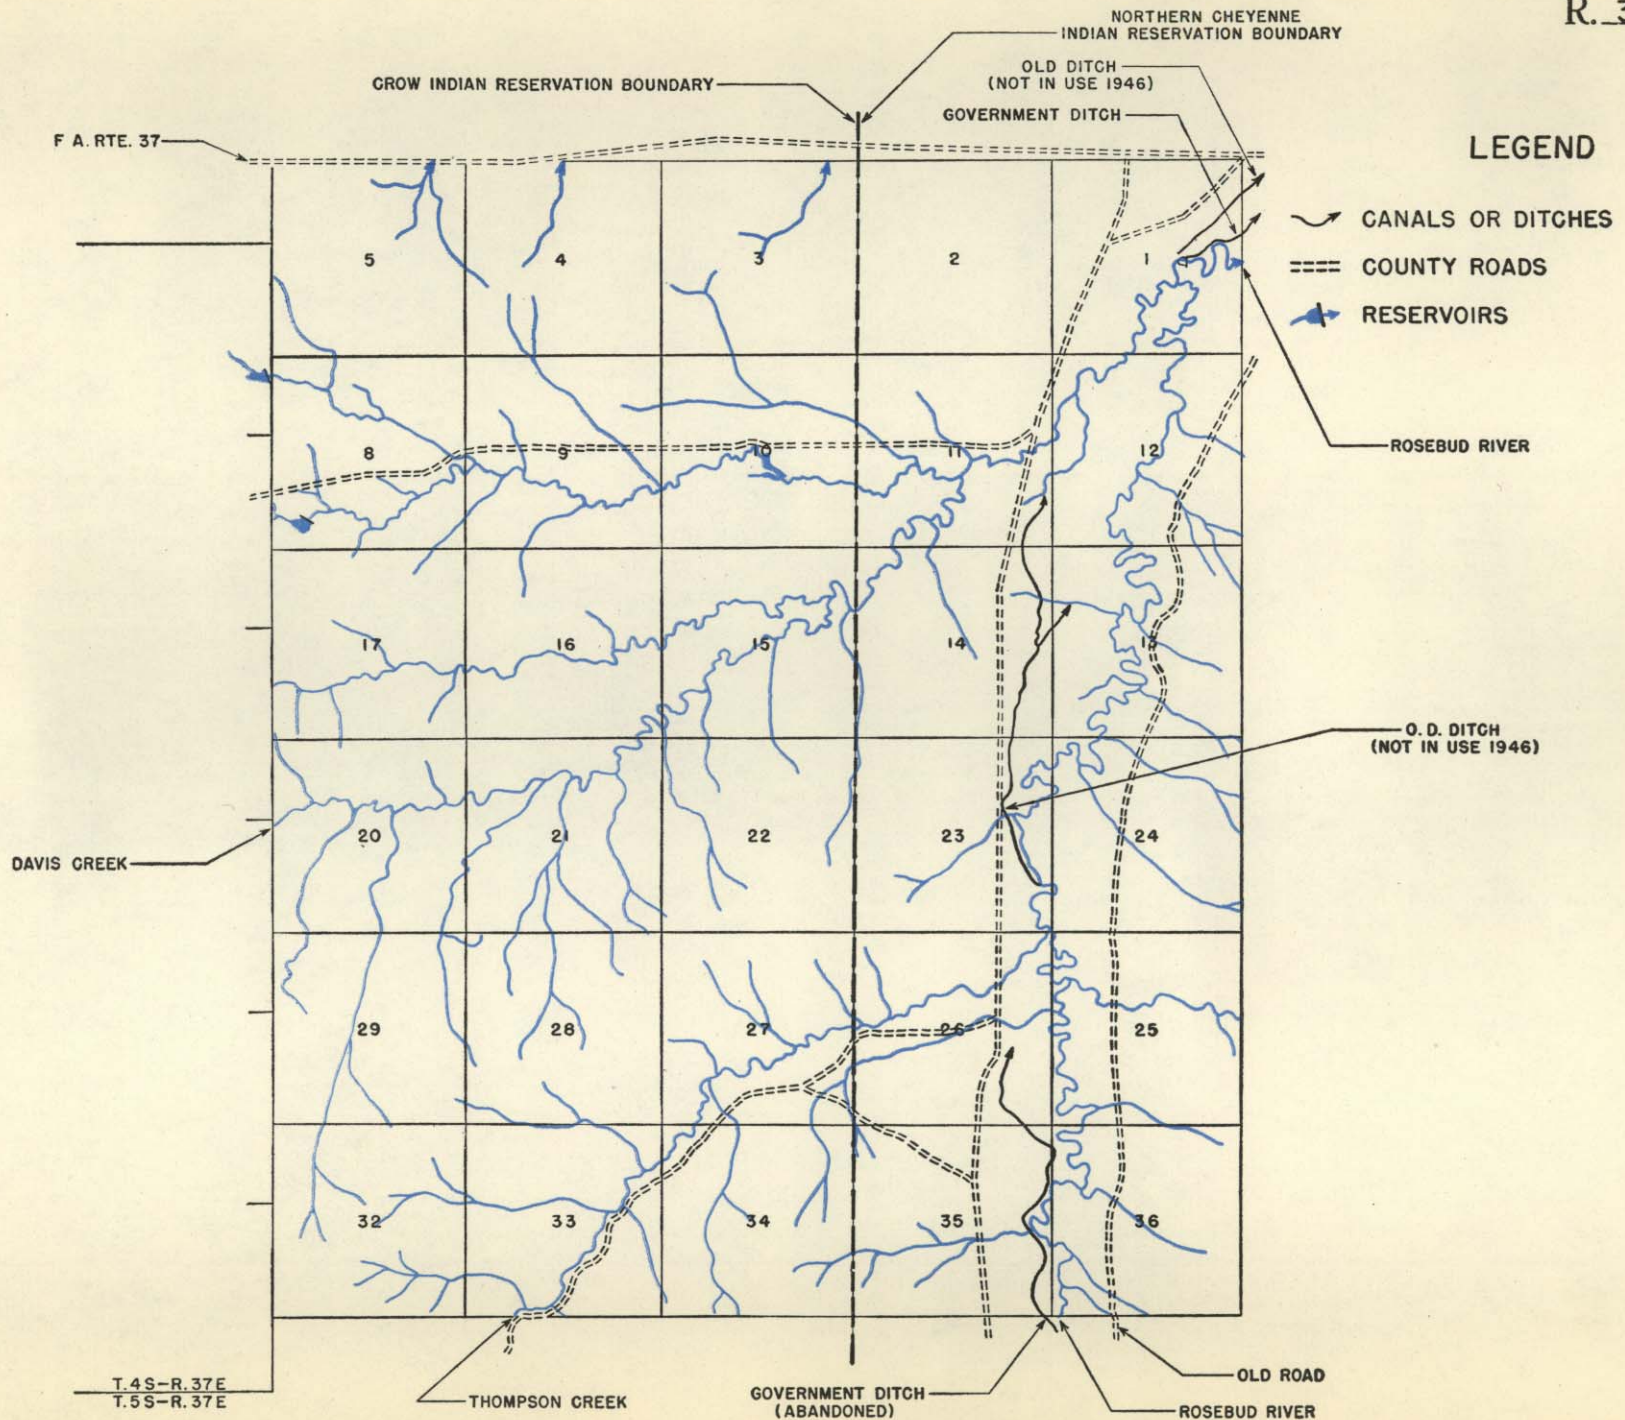 R. 3
NORTHERN CHEYENNE
INDIAN RESERVATION BOUNDARY
CROW INDIAN RESERVATION BOUNDARY
OLD DITCH
(NOT IN USE 1946)
GOVERNMENT DITCH
F A. RTE. 37
LEGEND
CANALS OR DITCHES
COUNTY ROADS
RESERVOIRS
5 4 3 2 1
ROSEBUD RIVER
8 9 10 11 12
17 16 15 14 13
O.D. DITCH
(NOT IN USE 1946)
20 21 22 23 24
DAVIS CREEK
29 28 27 26 25
32 33 34 35 36
T.4S-R.37E
T.5S-R.37E
THOMPSON CREEK
GOVERNMENT DITCH
(ABANDONED)
OLD ROAD
ROSEBUD RIVER